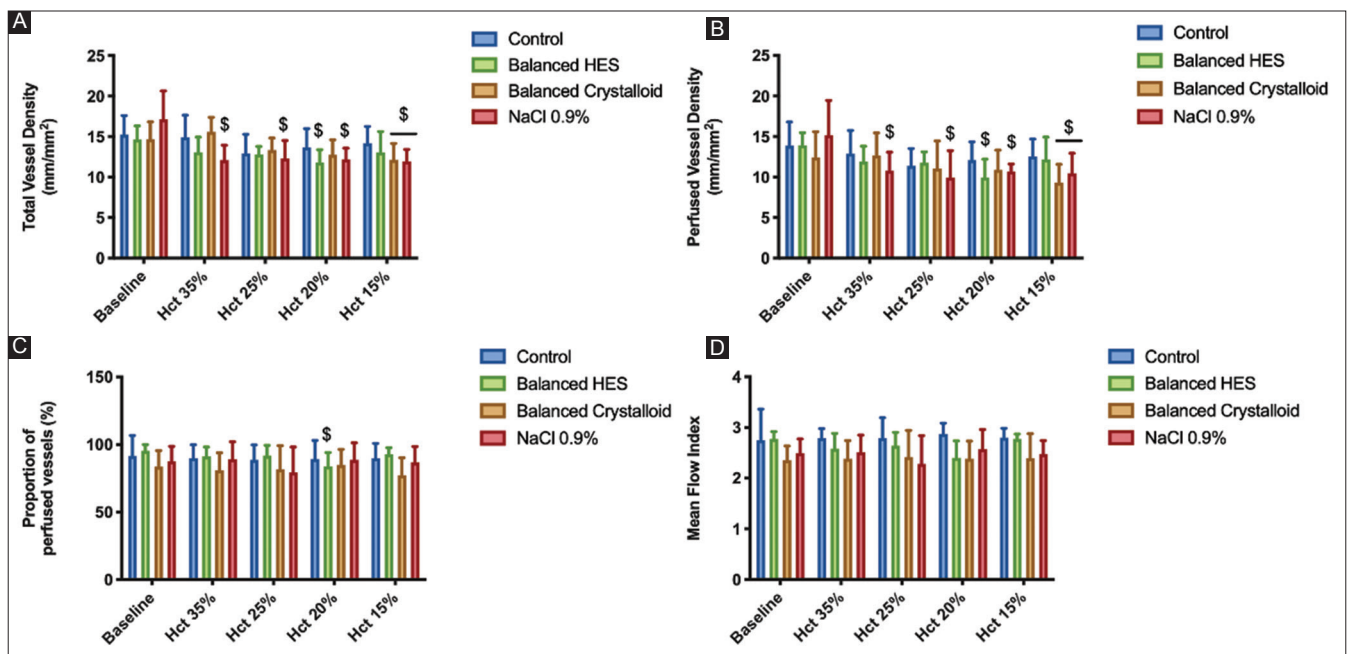 A
Total Vessel Density
(mm/mm²)
25
20
15
10
5
0
$
$
$
$
$
Baseline
Hct 35%
Hct 25%
Hct 20%
Hct 15%
Control
Balanced HES
Balanced Crystalloid
NaCl 0.9%
B
Perfused Vessel Density
(mm/mm²)
25
20
15
10
5
0
$
$
$
$
$
Baseline
Hct 35%
Hct 25%
Hct 20%
Hct 15%
Control
Balanced HES
Balanced Crystalloid
NaCl 0.9%
C
Proportion of
perfused vessels (%)
150
100
50
0
$
Baseline
Hct 35%
Hct 25%
Hct 20%
Hct 15%
Control
Balanced HES
Balanced Crystalloid
NaCl 0.9%
D
Mean Flow Index
4
3
2
1
0
Baseline
Hct 35%
Hct 25%
Hct 20%
Hct 15%
Control
Balanced HES
Balanced Crystalloid
NaCl 0.9%